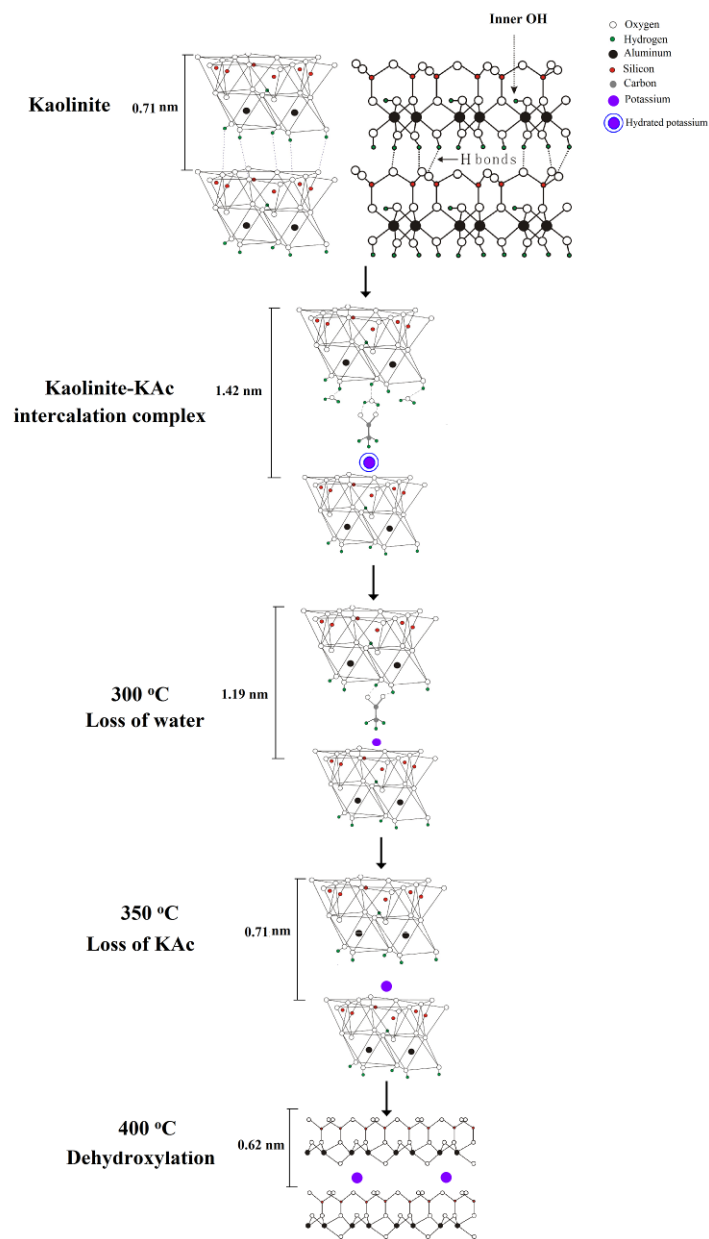 Inner OH
Oxygen
Hydrogen
Aluminum
Silicon
Carbon
Potassium
Hydrated potassium
Kaolinite
0.71 nm
H bonds
Kaolinite-KAc
intercalation complex
1.42 nm
300 °C
Loss of water
1.19 nm
350 °C
Loss of KAc
0.71 nm
400 °C
Dehydroxylation
0.62 nm